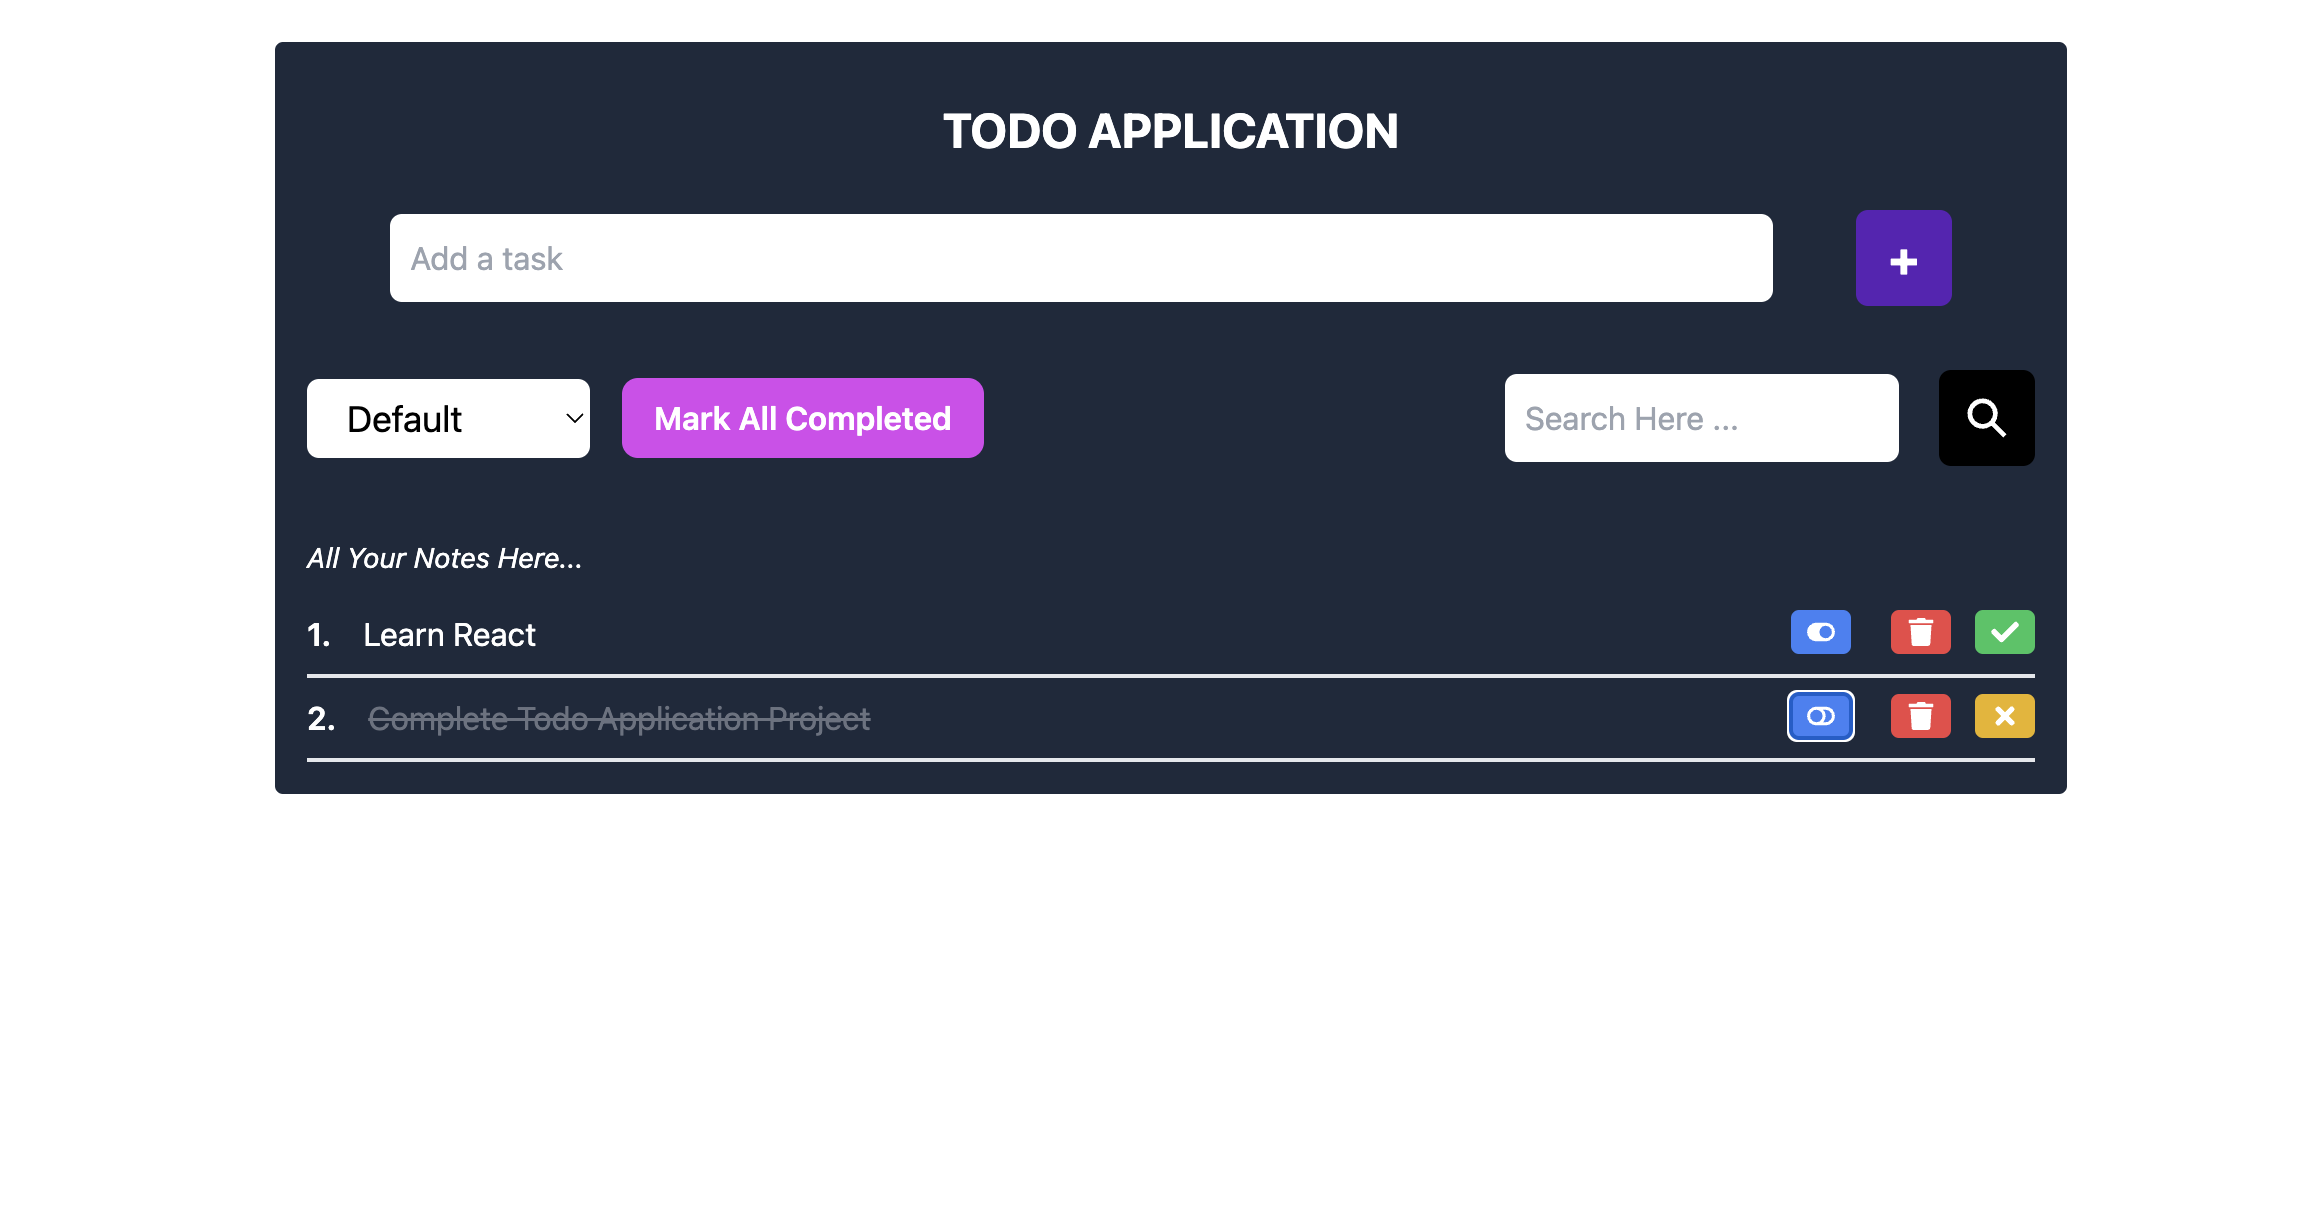 TODO APPLICATION
Add a task
Default
Mark All Completed
Search Here ...
All Your Notes Here...
1. Learn React
2. Complete Todo Application Project